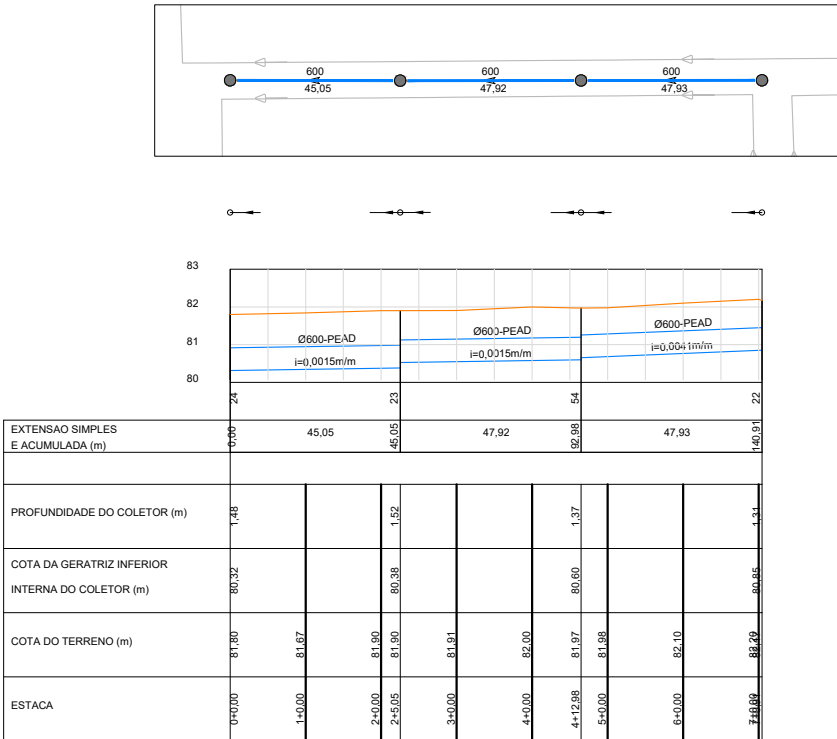 600 600 600
45,05 47,92 47,93
83
82
81
80
Ø600-PEAD Ø600-PEAD Ø600-PEAD
i=0,0015m/m i=0,0015m/m i=0,0041m/m
24 23 54 22
EXTENSAO SIMPLES
E ACUMULADA (m)
0,00 45,05 45,05 47,92 92,98 47,93 140,91
PROFUNDIDADE DO COLETOR (m)
1,48 1,52 1,37 1,31
COTA DA GERATRIZ INFERIOR
INTERNA DO COLETOR (m)
80,32 80,38 80,60 80,85
COTA DO TERRENO (m)
81,80 81,67 81,90 81,90 81,91 82,00 81,97 81,98 82,10
ESTACA
0+0,00 1+0,00 2+0,00 2+5,05 3+0,00 4+0,00 4+12,98 5+0,00 6+0,00